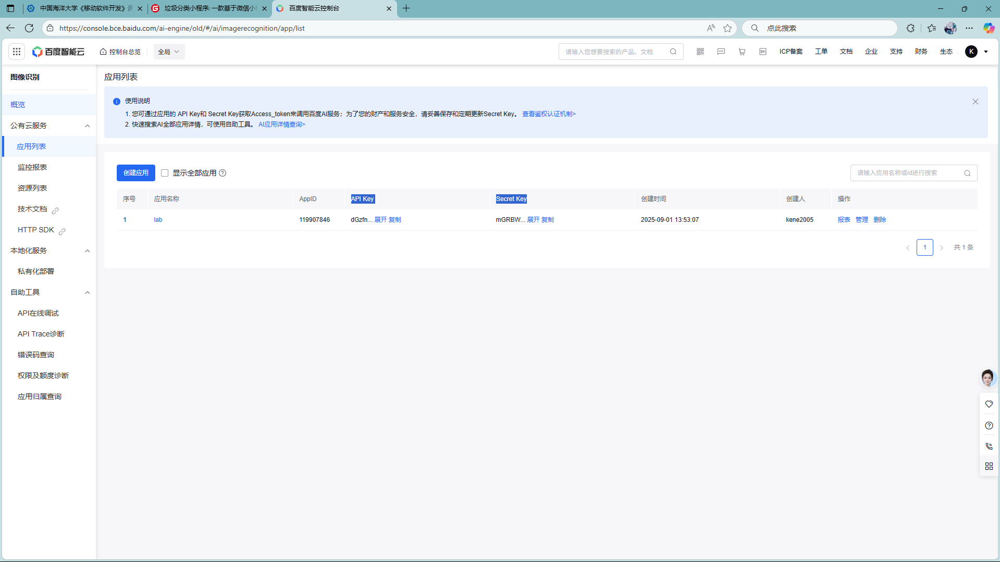 中国海洋大学《移动软件开发》
垃圾分类小程序: 一款基于微信小
百度智能云控制台
https://console.bce.baidu.com/ai-engine/old/#/ai/imagerecognition/app/list
点此搜索
百度智能云
控制台总览
全局
请输入您想要搜索的产品、文档
En
ICP备案
工单
文档
企业
支持
财务
生态
K
图像识别
概览
公有云服务
应用列表
监控报表
资源列表
技术文档
HTTP SDK
本地化服务
私有化部署
自助工具
API在线调试
API Trace诊断
错误码查询
权限及额度诊断
应用归属查询
应用列表
使用说明
1. 您可通过应用的 API Key和 Secret Key获取Access_token来调用百度AI服务；为了您的财产和服务安全，请妥善保存和定期更新Secret Key。 查看鉴权认证机制>
2. 快速搜索AI全部应用详情，可使用自助工具。 AI应用详情查询>
创建应用
显示全部应用
请输入应用名称或id进行搜索
序号 应用名称 AppID API Key Secret Key 创建时间 创建人 操作
1 lab 119907846 dGzfn... 展开 复制 mGRBW... 展开 复制 2025-09-01 13:53:07 kene2005 报表 管理 删除
1 共 1 条